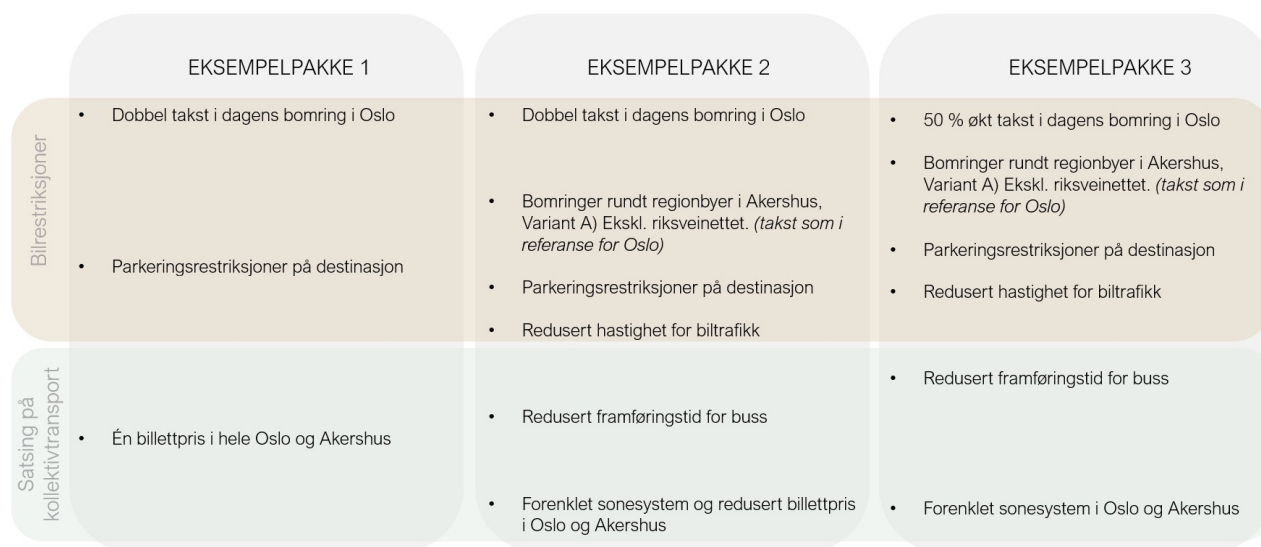 EKSEMPELPAKKE 1
EKSEMPELPAKKE 2
EKSEMPELPAKKE 3
Bilrestriksjoner
• Dobbel takst i dagens bomring i Oslo
• Parkeringsrestriksjoner på destinasjon
• Dobbel takst i dagens bomring i Oslo
• Bomringer rundt regionbyer i Akershus,
Variant A) Ekskl. riksveinettet. (takst som i
referanse for Oslo)
• Parkeringsrestriksjoner på destinasjon
• Redusert hastighet for biltrafikk
• 50 % økt takst i dagens bomring i Oslo
• Bomringer rundt regionbyer i Akershus,
Variant A) Ekskl. riksveinettet. (takst som i
referanse for Oslo)
• Parkeringsrestriksjoner på destinasjon
• Redusert hastighet for biltrafikk
Satsing på
kollektivtransport
• Én billettpris i hele Oslo og Akershus
• Redusert framføringstid for buss
• Forenklet sonesystem og redusert billettpris
i Oslo og Akershus
• Redusert framføringstid for buss
• Forenklet sonesystem i Oslo og Akershus